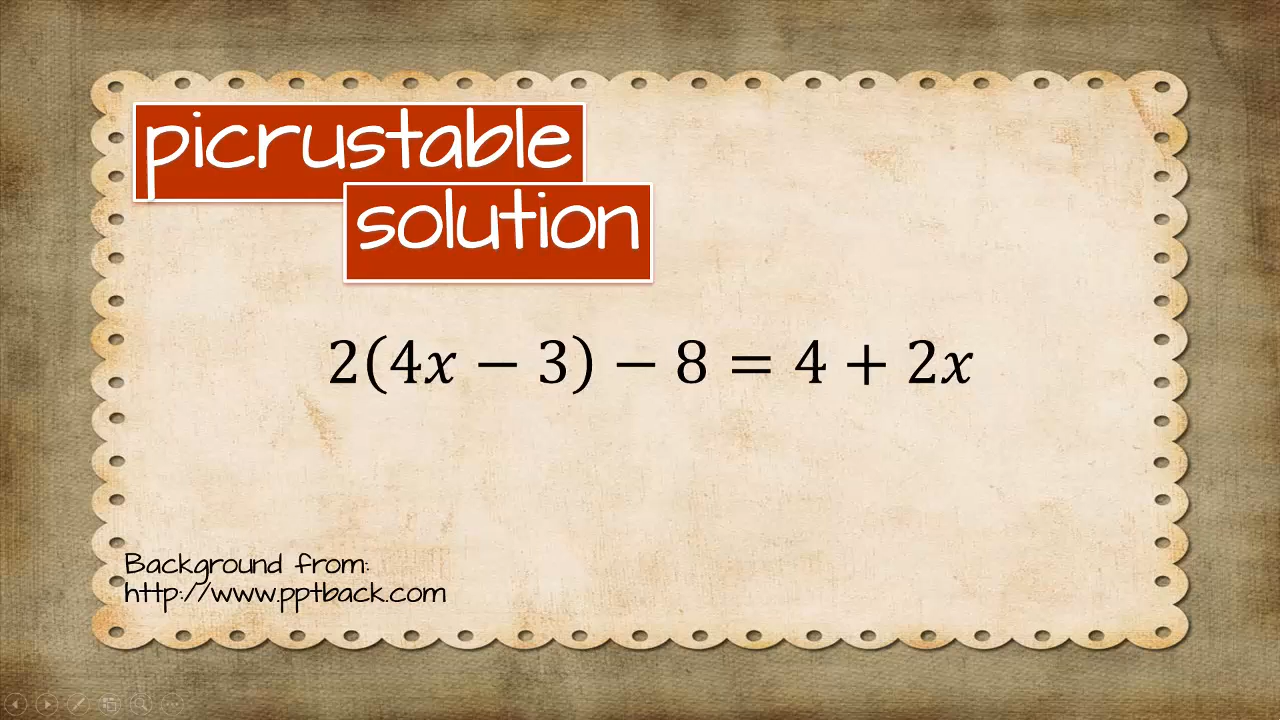 picrustable
solution
2(4x − 3) − 8 = 4 + 2x
Background from:
http://www.pptback.com